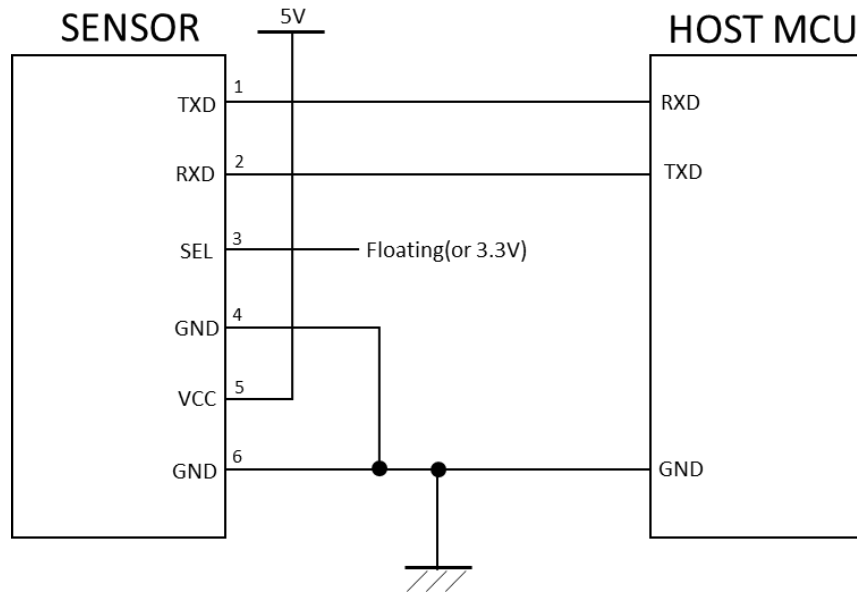 SENSOR
5V
HOST MCU
TXD
1
RXD
RXD
2
TXD
SEL
3
Floating(or 3.3V)
GND
4
VCC
5
GND
6
GND